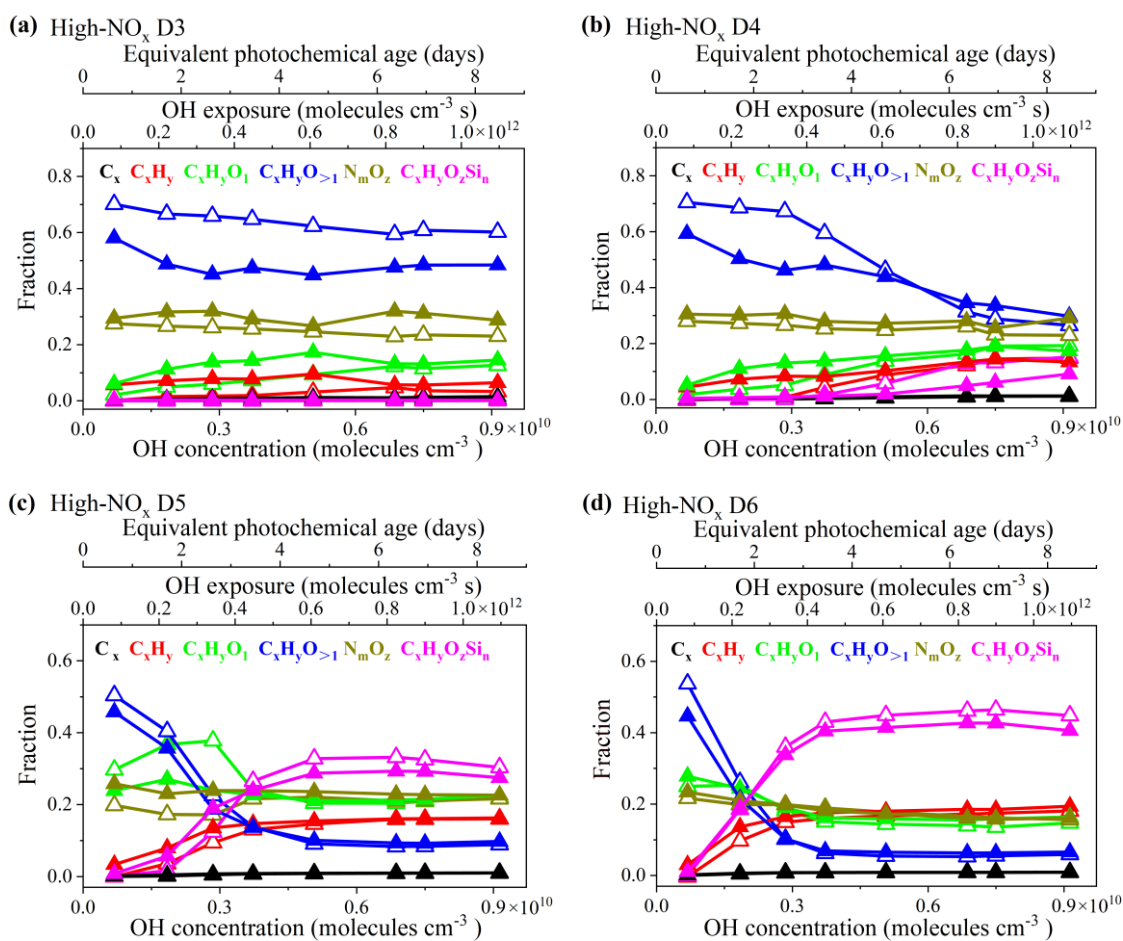 (a) High-NOx D3
Equivalent photochemical age (days)
0 2 4 6 8
OH exposure (molecules cm-3 s)
0.0 0.2 0.4 0.6 0.8 1.0×10^12
Cx CxHy CxHyO1 CxHyO>1 NmOz CxHyOzSin
0.8
0.6
0.4
0.2
0.0
Fraction
0.0 0.3 0.6 0.9×10^10
OH concentration (molecules cm-3 )
(b) High-NOx D4
Equivalent photochemical age (days)
0 2 4 6 8
OH exposure (molecules cm-3 s)
0.0 0.2 0.4 0.6 0.8 1.0×10^12
Cx CxHy CxHyO1 CxHyO>1 NmOz CxHyOzSin
0.8
0.6
0.4
0.2
0.0
Fraction
0.0 0.3 0.6 0.9×10^10
OH concentration (molecules cm-3 )
(c) High-NOx D5
Equivalent photochemical age (days)
0 2 4 6 8
OH exposure (molecules cm-3 s)
0.0 0.2 0.4 0.6 0.8 1.0×10^12
Cx CxHy CxHyO1 CxHyO>1 NmOz CxHyOzSin
0.6
0.4
0.2
0.0
Fraction
0.0 0.3 0.6 0.9×10^10
OH concentration (molecules cm-3 )
(d) High-NOx D6
Equivalent photochemical age (days)
0 2 4 6 8
OH exposure (molecules cm-3 s)
0.0 0.2 0.4 0.6 0.8 1.0×10^12
Cx CxHy CxHyO1 CxHyO>1 NmOz CxHyOzSin
0.6
0.4
0.2
0.0
Fraction
0.0 0.3 0.6 0.9×10^10
OH concentration (molecules cm-3 )